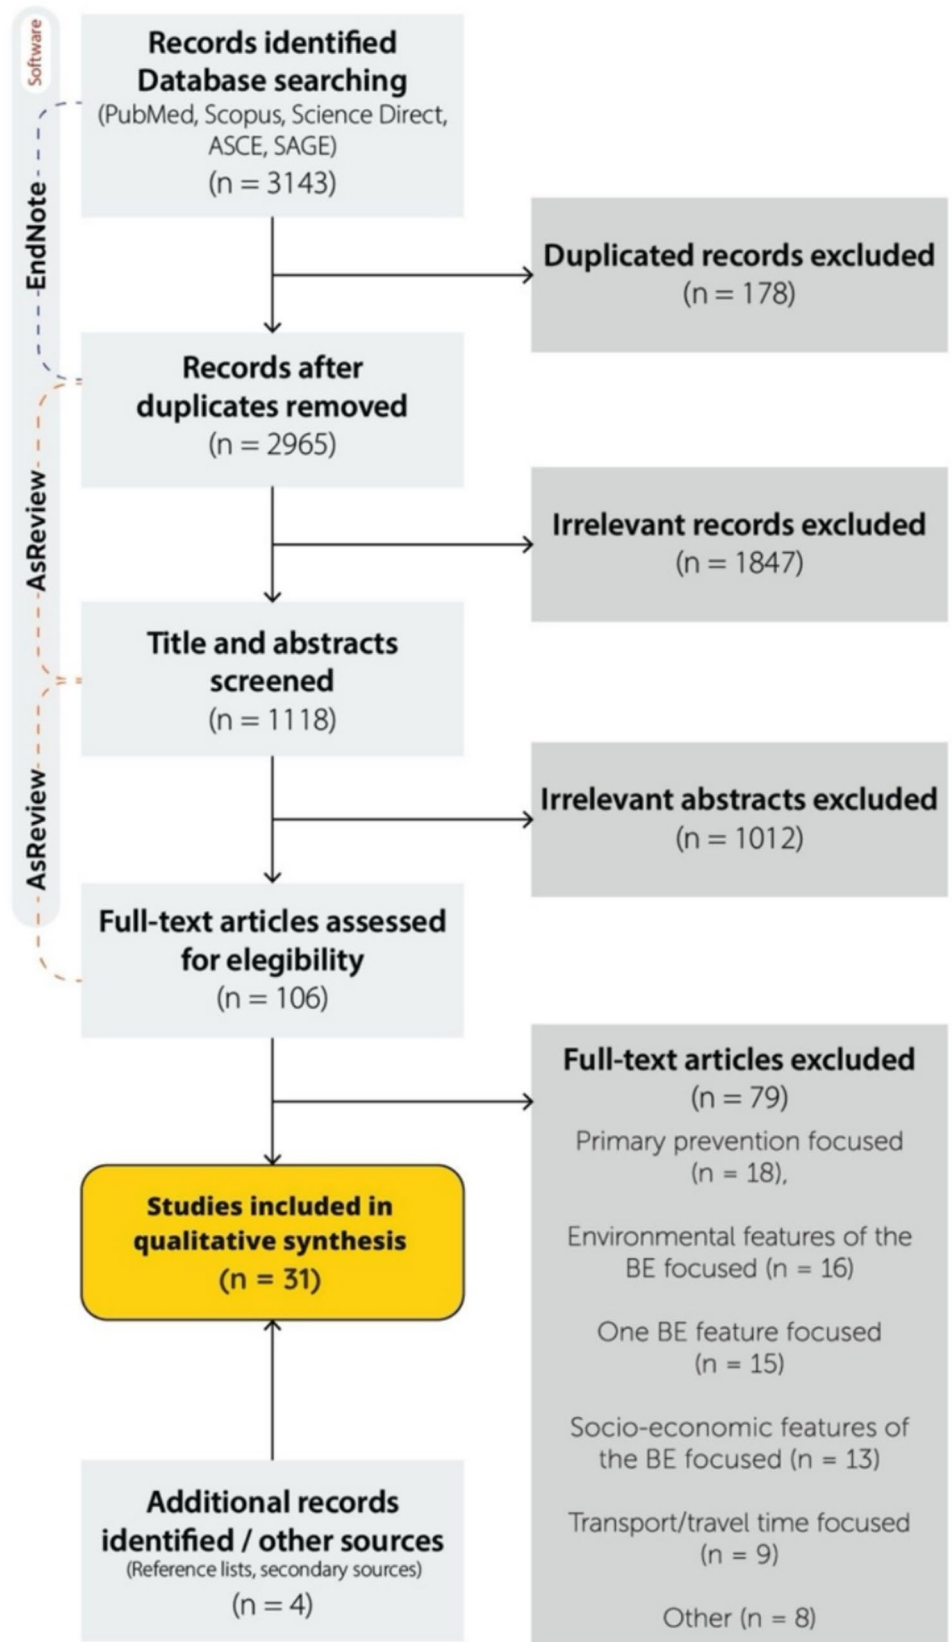 Software
EndNote
AsReview
AsReview
Records identified
Database searching
(PubMed, Scopus, Science Direct,
ASCE, SAGE)
(n = 3143)
Duplicated records excluded
(n = 178)
Records after
duplicates removed
(n = 2965)
Irrelevant records excluded
(n = 1847)
Title and abstracts
screened
(n = 1118)
Irrelevant abstracts excluded
(n = 1012)
Full-text articles assessed
for elegibility
(n = 106)
Full-text articles excluded
(n = 79)
Primary prevention focused
(n = 18),
Environmental features of the
BE focused (n = 16)
One BE feature focused
(n = 15)
Socio-economic features of
the BE focused (n = 13)
Transport/travel time focused
(n = 9)
Other (n = 8)
Studies included in
qualitative synthesis
(n = 31)
Additional records
identified / other sources
(Reference lists, secondary sources)
(n = 4)